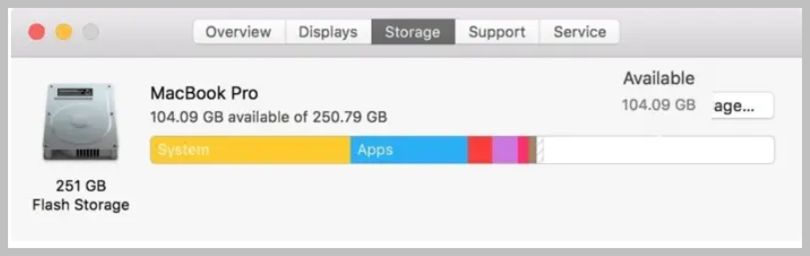 Overview Displays Storage Support Service
MacBook Pro
104.09 GB available of 250.79 GB
Available
104.09 GB
age...
System Apps
251 GB
Flash Storage